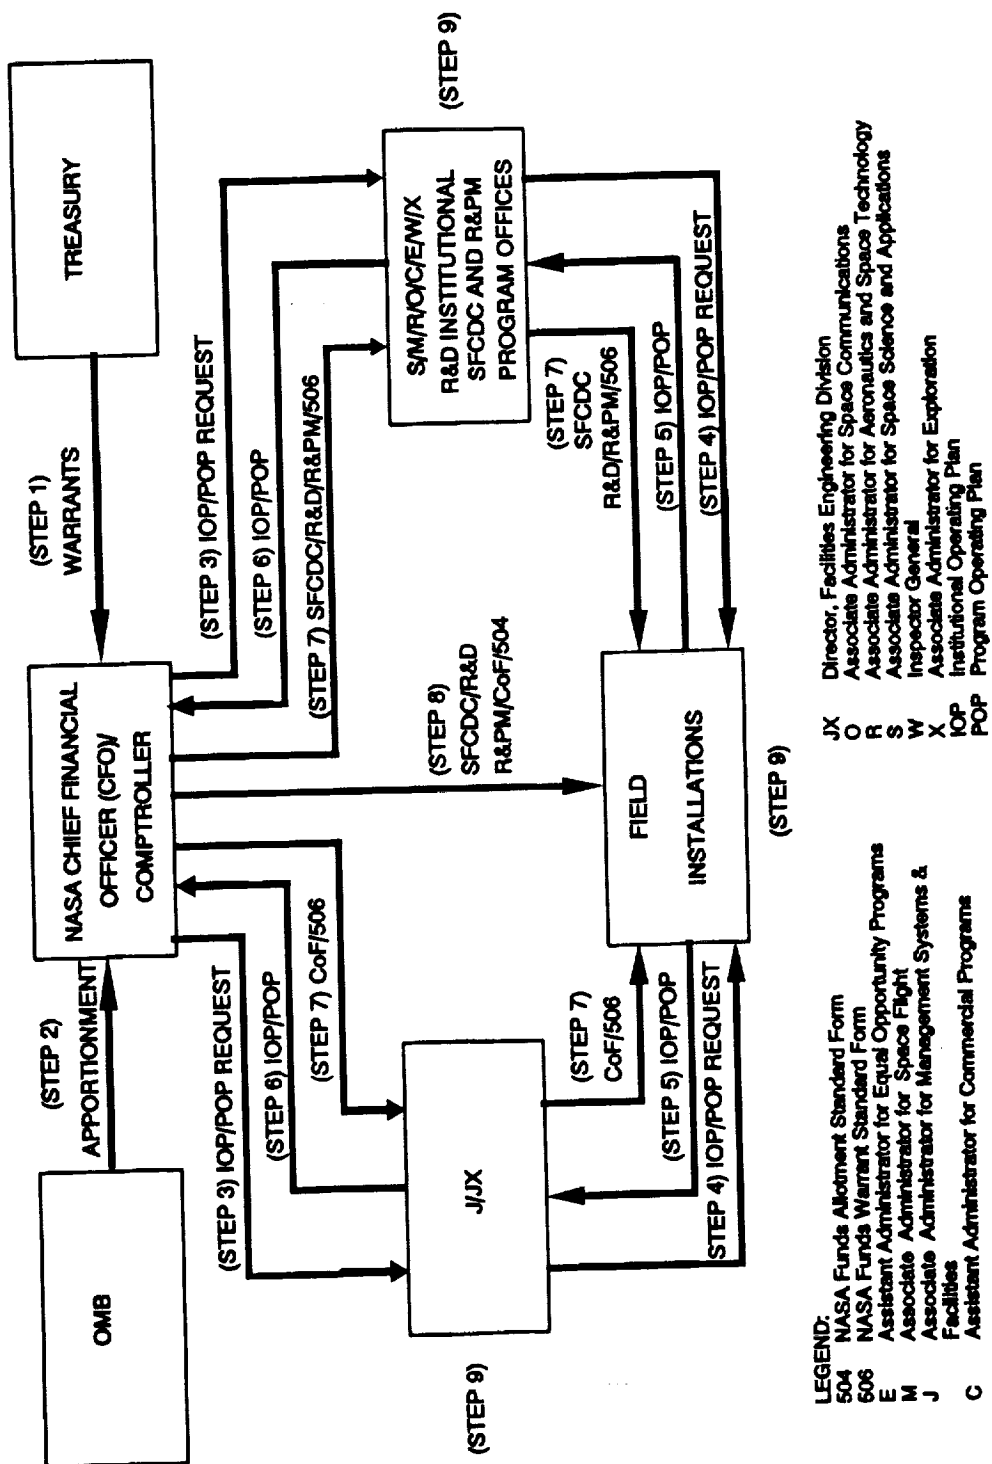 OMB
(STEP 2)
APPORTIONMENT
NASA CHIEF FINANCIAL
OFFICER (CFO)/
COMPTROLLER
(STEP 1)
WARRANTS
TREASURY
(STEP 3) IOP/POP REQUEST
(STEP 6) IOP/POP
(STEP 7) CoF/506
(STEP 8)
SFCDC/R&D
R&PM/CoF/504
(STEP 3) IOP/POP REQUEST
(STEP 6) IOP/POP
(STEP 7) SFCDC/R&D/R&PM/506
(STEP 9)
J/JX
S/M/R/O/C/E/W/X
R&D INSTITUTIONAL
SFCDC AND R&PM
PROGRAM OFFICES
(STEP 9)
(STEP 7)
CoF/506
(STEP 5) IOP/POP
STEP 4) IOP/POP REQUEST
FIELD
INSTALLATIONS
(STEP 9)
(STEP 7)
SFCDC
R&D/R&PM/506
(STEP 5) IOP/POP
(STEP 4) IOP/POP REQUEST
LEGEND:
504 NASA Funds Allotment Standard Form
506 NASA Funds Warrant Standard Form
E Assistant Administrator for Equal Opportunity Programs
M Associate Administrator for Space Flight
J Associate Administrator for Management Systems &
Facilities
C Assistant Administrator for Commercial Programs
JX Director, Facilities Engineering Division
O Associate Administrator for Space Communications
R Associate Administrator for Aeronautics and Space Technology
S Associate Administrator for Space Science and Applications
W Inspector General
X Associate Administrator for Exploration
IOP Institutional Operating Plan
POP Program Operating Plan